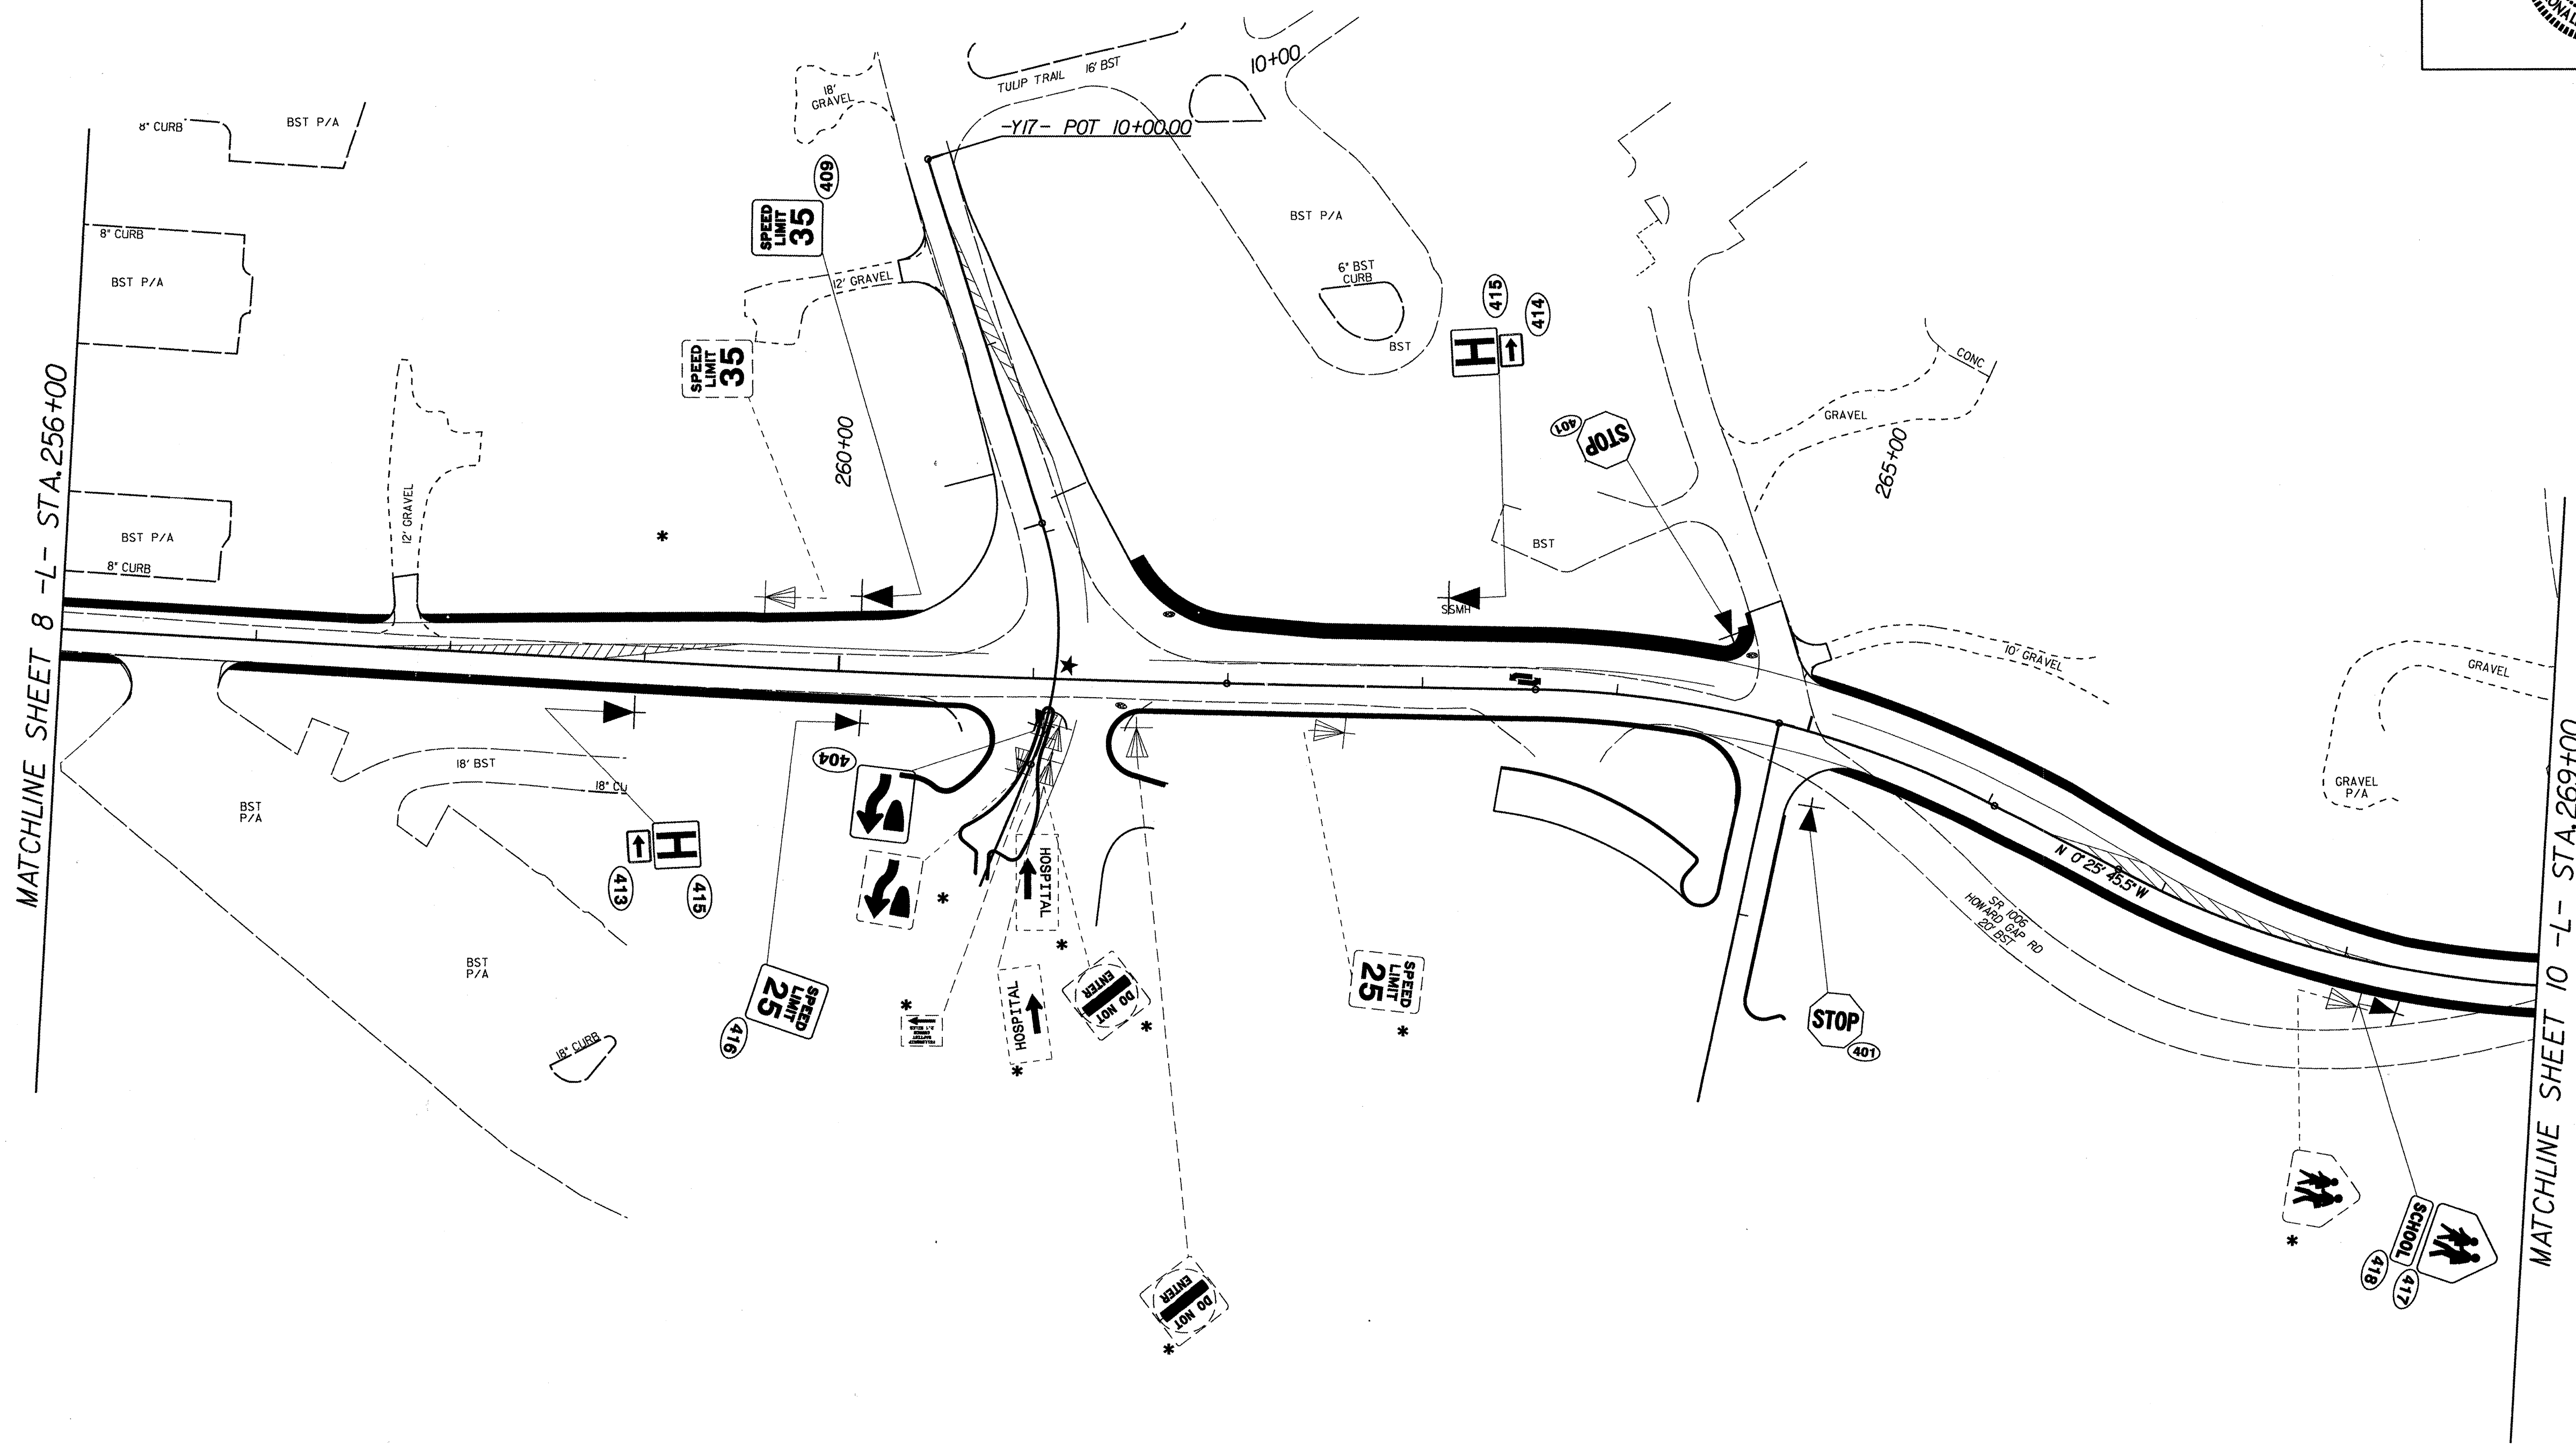 ONAL
8" CURB
BST P/A
18'
GRAVEL
TULIP TRAIL 16' BST
10+00
-Y17- POT 10+00.00
8" CURB
BST P/A
409
SPEED
LIMIT
35
12' GRAVEL
BST P/A
6" BST
CURB
BST
SPEED
LIMIT
35
415
414
H
401
STOP
CONC
GRAVEL
265+00
260+00
MATCHLINE SHEET 8 -L- STA.256+00
BST P/A
8" CURB
12' GRAVEL
*
BST
SSMH
10' GRAVEL
GRAVEL
GRAVEL
P/A
18' BST
18" CU
BST
P/A
404
H
413
415
*
HOSPITAL
*
SPEED
LIMIT
25
416
*
HOSPITAL
*
DO NOT
ENTER
*
SPEED
LIMIT
25
*
STOP
401
N 0° 25' 45.5" W
SR 1006
HOWARD GAP RD
20' BST
BST
P/A
18" CURB
DO NOT
ENTER
*
*
SCHOOL
418
417
MATCHLINE SHEET 10 -L- STA.269+00